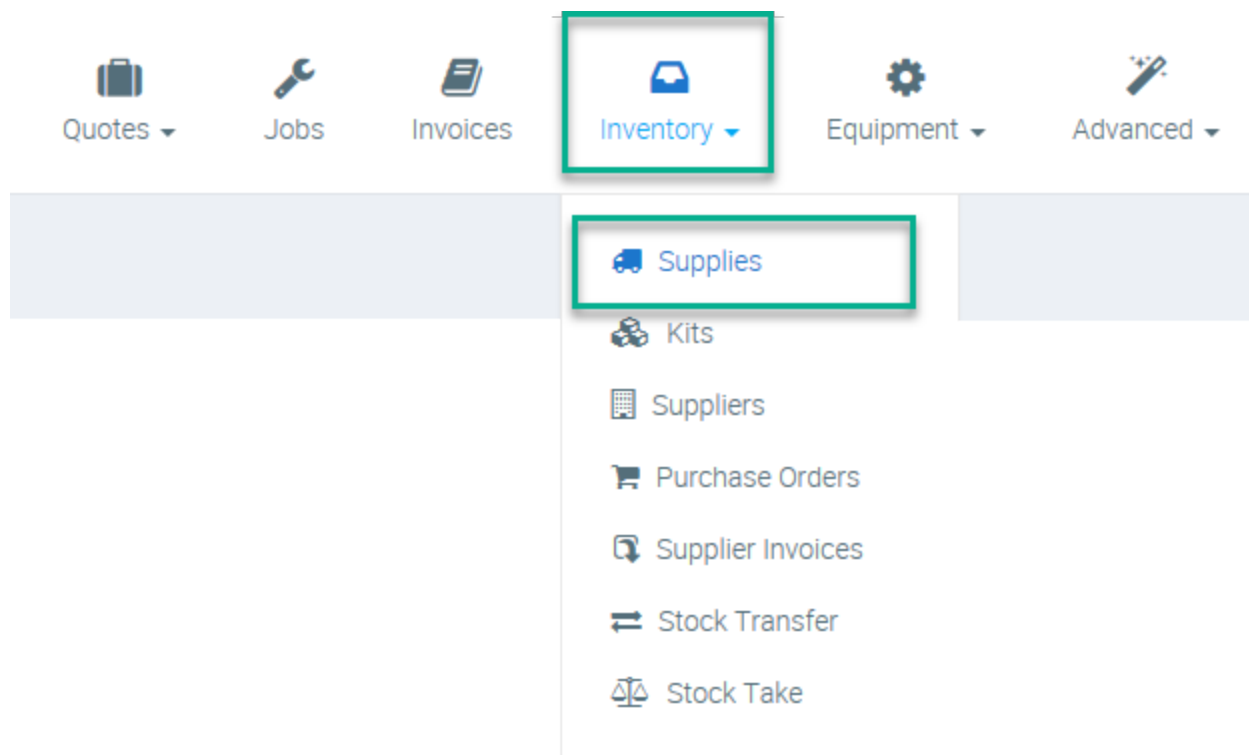 Quotes Jobs Invoices Inventory Equipment Advanced
Supplies
Kits
Suppliers
Purchase Orders
Supplier Invoices
Stock Transfer
Stock Take